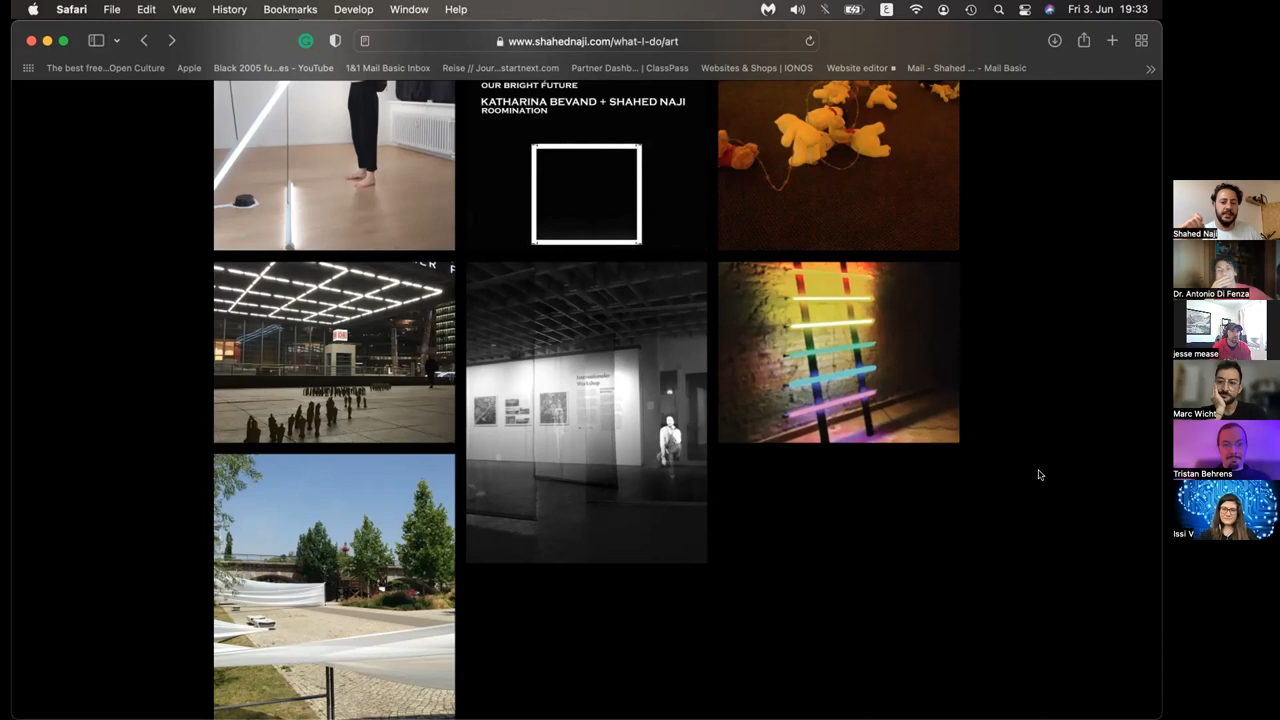 Safari File Edit View History Bookmarks Develop Window Help
ع
Fri 3. Jun 19:33
www.shahednaji.com/what-I-do/art
The best free...Open Culture Apple Black 2005 fu...es - YouTube 1&1 Mail Basic Inbox Reise // Jour...startnext.com Partner Dashb... | ClassPass Websites & Shops | IONOS Website editor Mail - Shahed ... - Mail Basic
OUR BRIGHT FUTURE
KATHARINA BEVAND + SHAHED NAJI
ROOMINATION
Workshop
Shahed Naji
Dr. Antonio Di Fenza
jesse mease
Marc Wicht
Tristan Behrens
Issi V